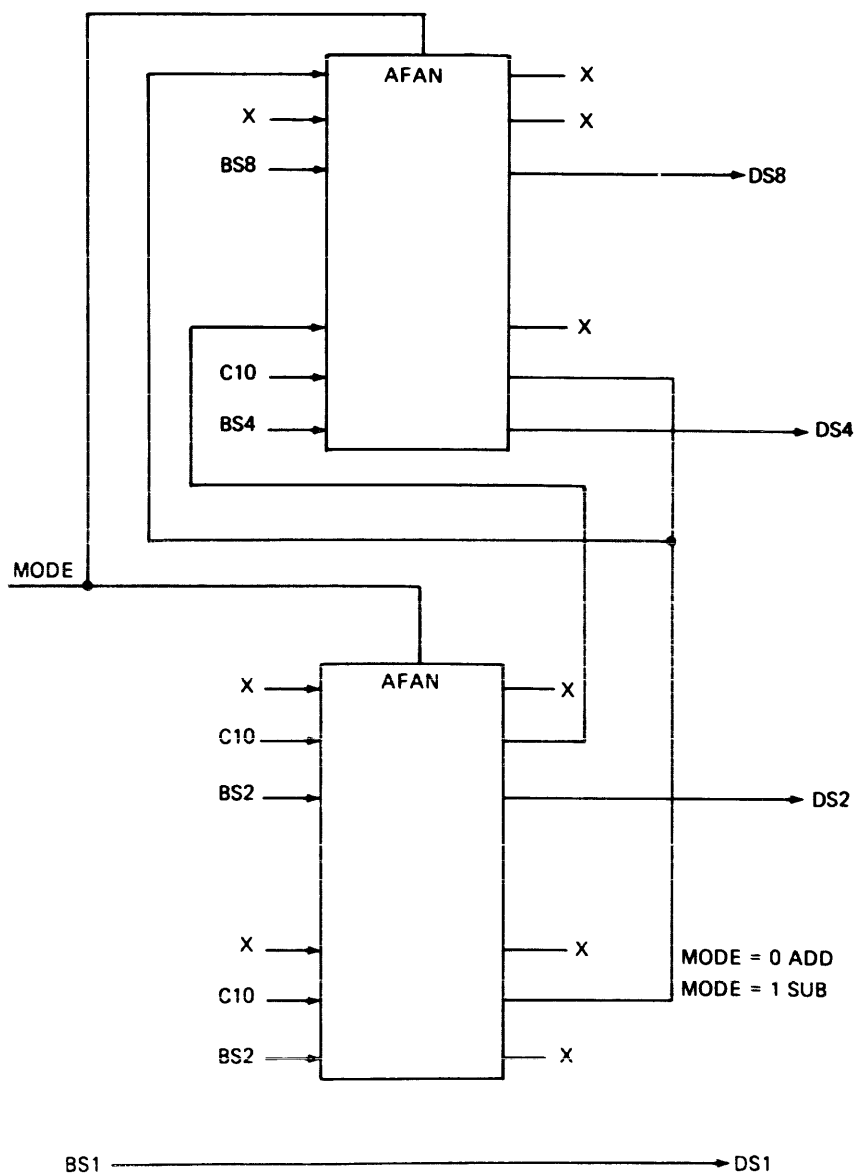 AFAN
X
X
X
BS8
DS8
X
C10
BS4
DS4
MODE
AFAN
X
X
C10
BS2
DS2
X
X
MODE = 0 ADD
C10
MODE = 1 SUB
BS2
X
BS1
DS1